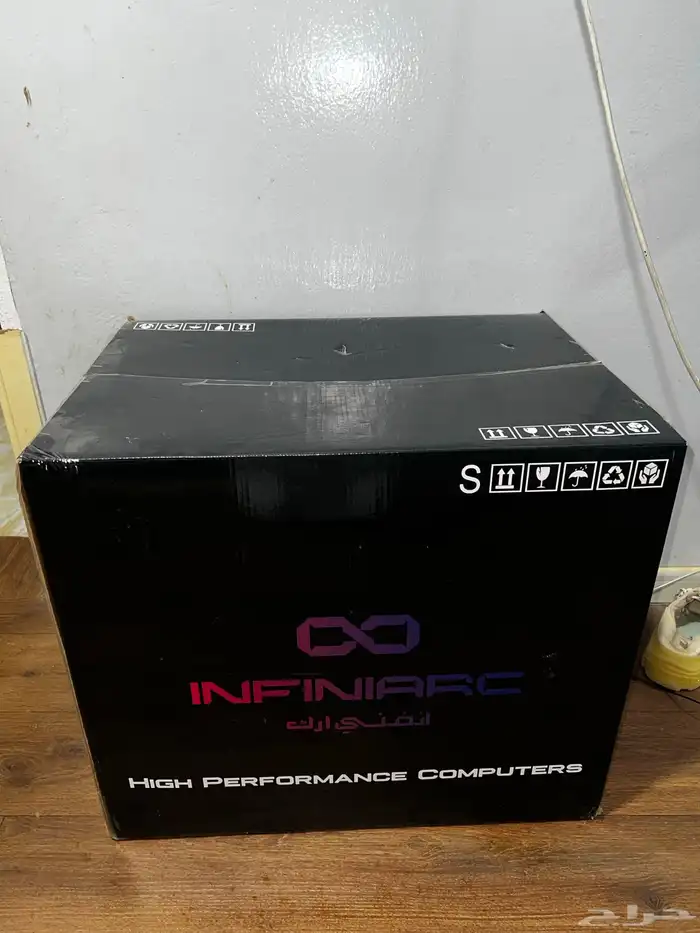 S
INFINIARC
انفني ارك
HIGH PERFORMANCE COMPUTERS
حراج